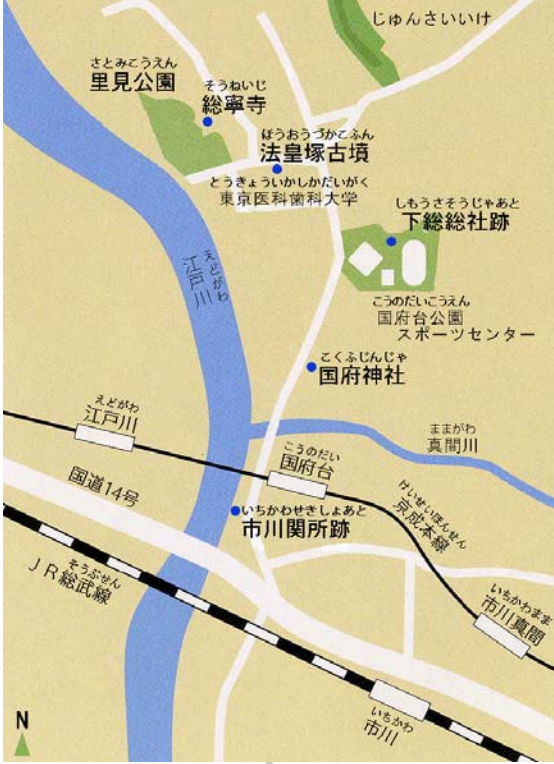 じゅんさいいけ
さとみこうえん
里見公園
そうねいじ
総寧寺
ほうおうづかこふん
法皇塚古墳
とうきょういかしかだいがく
東京医科歯科大学
しもうさそうじゃあと
下総総社跡
えどがわ
江戸川
こうのだいこうえん
国府台公園
スポーツセンター
こくふじんじゃ
国府神社
えどがわ
江戸川
ままがわ
真間川
こうのだい
国府台
国道14号
いちかわせきしょあと
市川関所跡
けいせいほんせん
京成本線
そうぶせん
JR総武線
いちかわまま
市川真間
いちかわ
市川
N